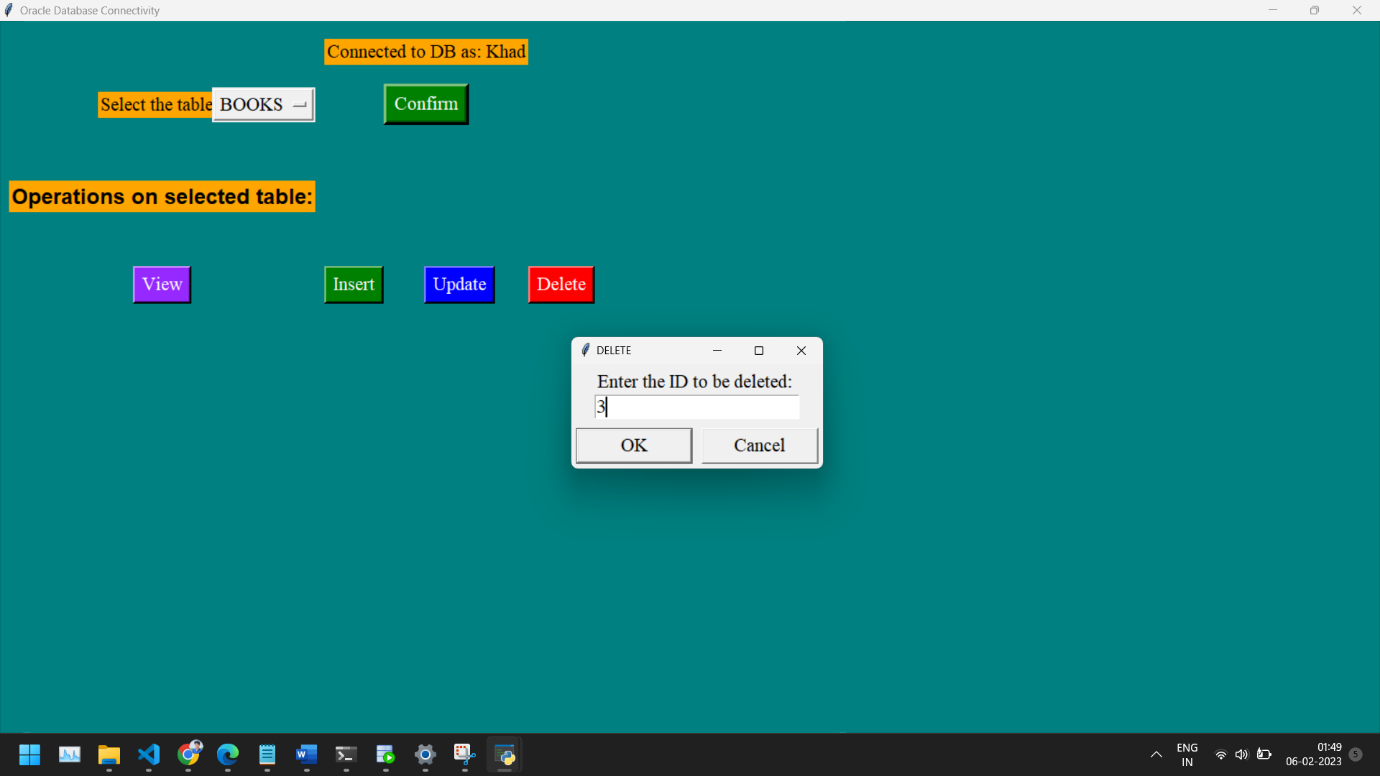 Oracle Database Connectivity
Connected to DB as: Khad
Select the table BOOKS Confirm
Operations on selected table:
View Insert Update Delete
DELETE
Enter the ID to be deleted:
3
OK Cancel
ENG 01:49
IN 06-02-2023 5